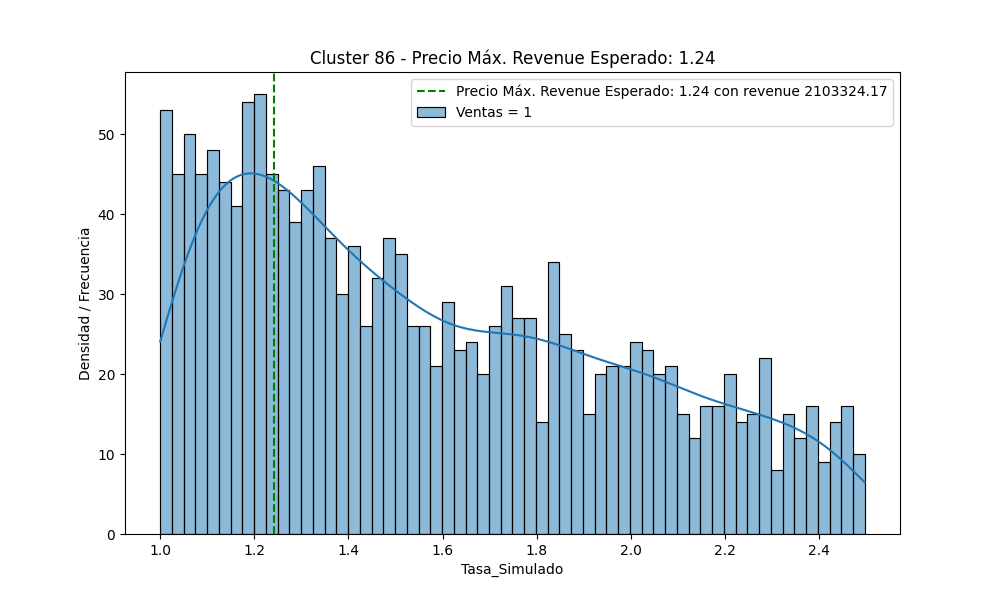 Cluster 86 - Precio Máx. Revenue Esperado: 1.24
Precio Máx. Revenue Esperado: 1.24 con revenue 2103324.17
Ventas = 1
Densidad / Frecuencia
50
40
30
20
10
0
1.0 1.2 1.4 1.6 1.8 2.0 2.2 2.4
Tasa_Simulado